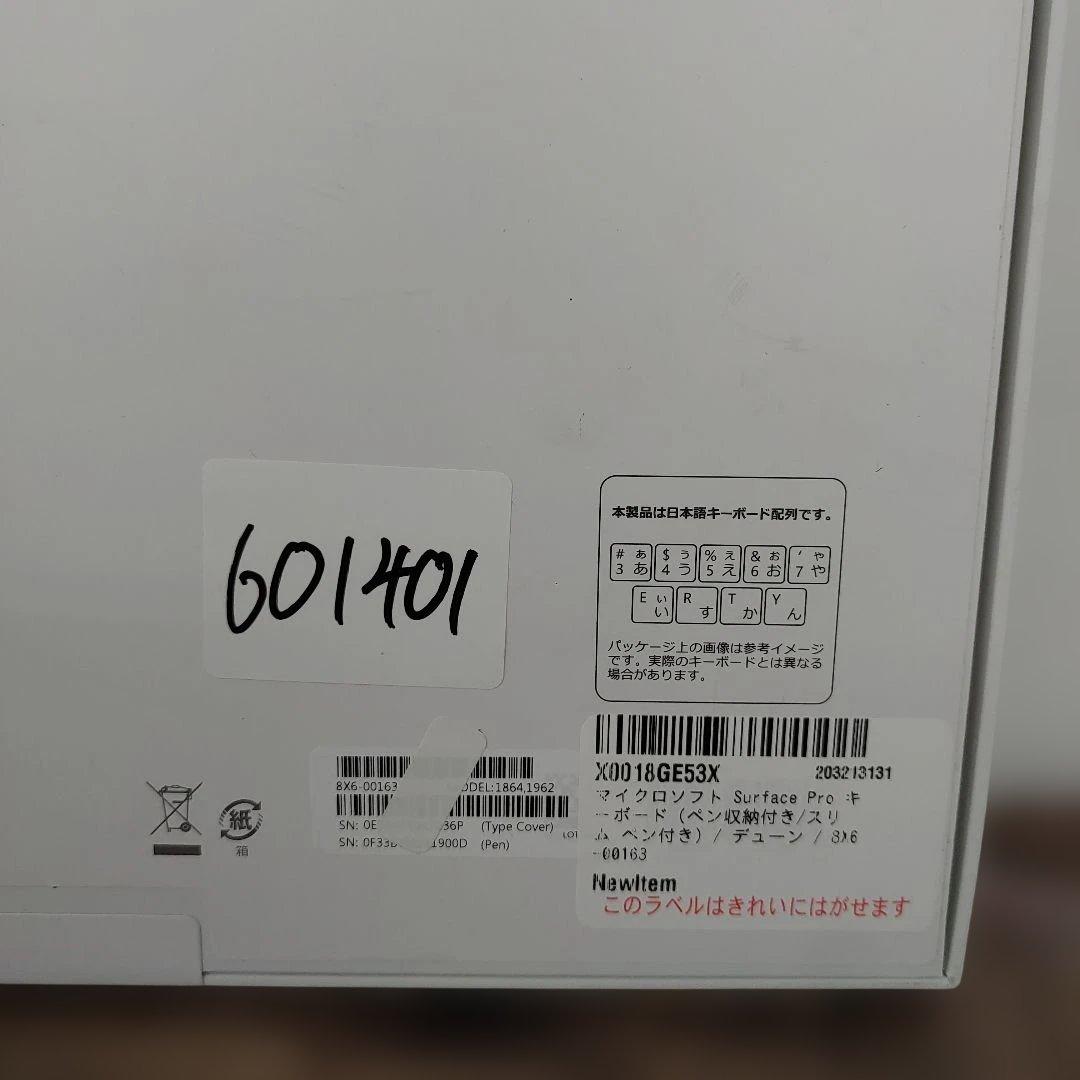 601401
本製品は日本語キーボード配列です。
# ぁ 3 あ $ ぅ 4 う % ぇ 5 え & ぉ 6 お ' ゃ 7 や
E ぃ い R す T か Y ん
パッケージ上の画像は参考イメージ
です。実際のキーボードとは異なる
場合があります。
紙
箱
8X6-00163 ODEL:1864,1962
SN: 0E 36P (Type Cover)
SN: 0F33 1900D (Pen)
LOT
X0018GE53X 203213131
マイクロソフト Surface Pro キ
ーボード (ペン収納付き/スリ
ム ペン付き) / デューン / 8X6
-00163
NewItem
このラベルはきれいにはがせます